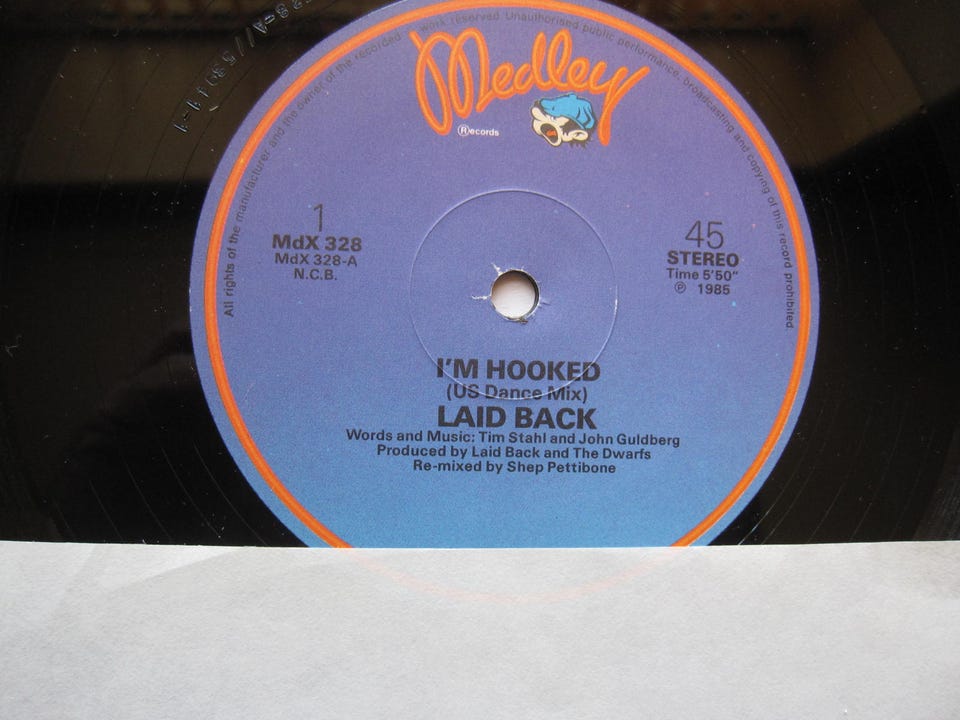 All rights of the manufacturer and the owner of the recorded work reserved Unauthorised public performance, broadcasting and copying of this record prohibited.
Medley
Records
1
MdX 328
MdX 328-A
N.C.B.
45
STEREO
Time 5'50"
℗ 1985
I'M HOOKED
(US Dance Mix)
LAID BACK
Words and Music: Tim Stahl and John Guldberg
Produced by Laid Back and The Dwarfs
Re-mixed by Shep Pettibone